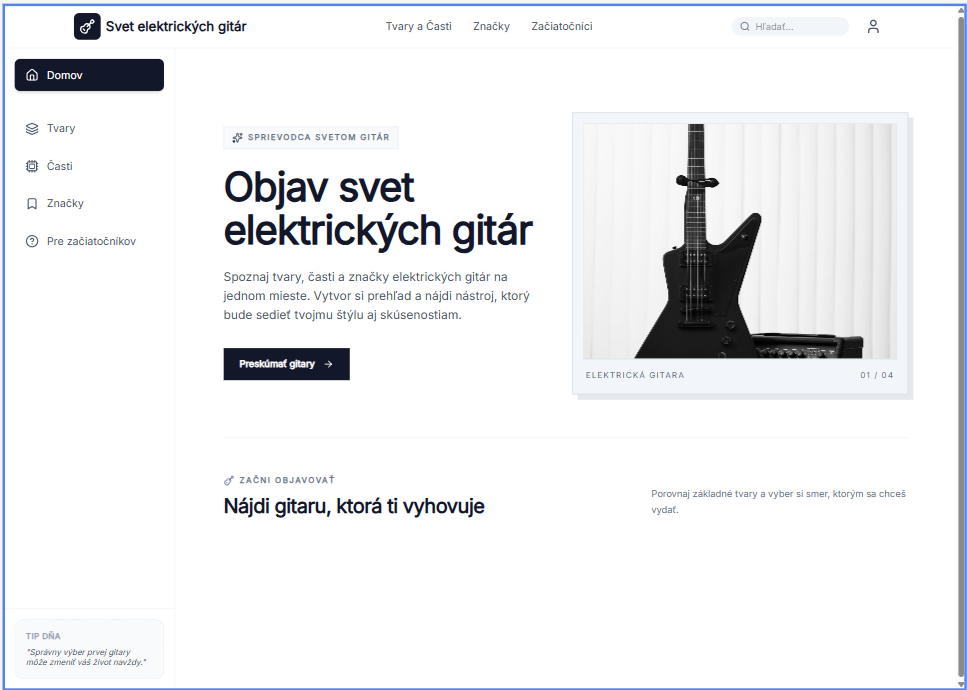 Svet elektrických gitár
Tvary a Časti
Značky
Začiatočníci
Hľadať...
Domov
Tvary
Časti
Značky
Pre začiatočníkov
SPRIEVODCA SVETOM GITÁR
Objav svet
elektrických gitár
Spoznaj tvary, časti a značky elektrických gitár na
jednom mieste. Vytvor si prehľad a nájdi nástroj, ktorý
bude sedieť tvojmu štýlu aj skúsenostiam.
Preskúmať gitary
ELEKTRICKÁ GITARA
01 / 04
ZAČNI OBJAVOVAŤ
Nájdi gitaru, ktorá ti vyhovuje
Porovnaj základné tvary a vyber si smer, ktorým sa chceš
vydať.
TIP DŇA
"Správny výber prvej gitary
môže zmeniť váš život navždy."